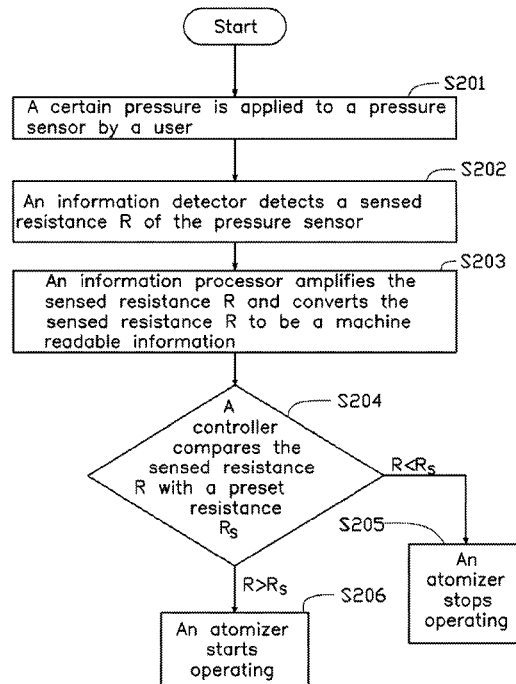 Start
S201
A certain pressure is applied to a pressure
sensor by a user
S202
An information detector detects a sensed
resistance R of the pressure sensor
S203
An information processor amplifies the
sensed resistance R and converts the
sensed resistance R to be a machine
readable information
S204
A
controller
compares the
sensed resistance
R with a preset
resistance
Rs
R<Rs
S205
An
atomizer
stops
operating
R>Rs
S206
An atomizer
starts
operating